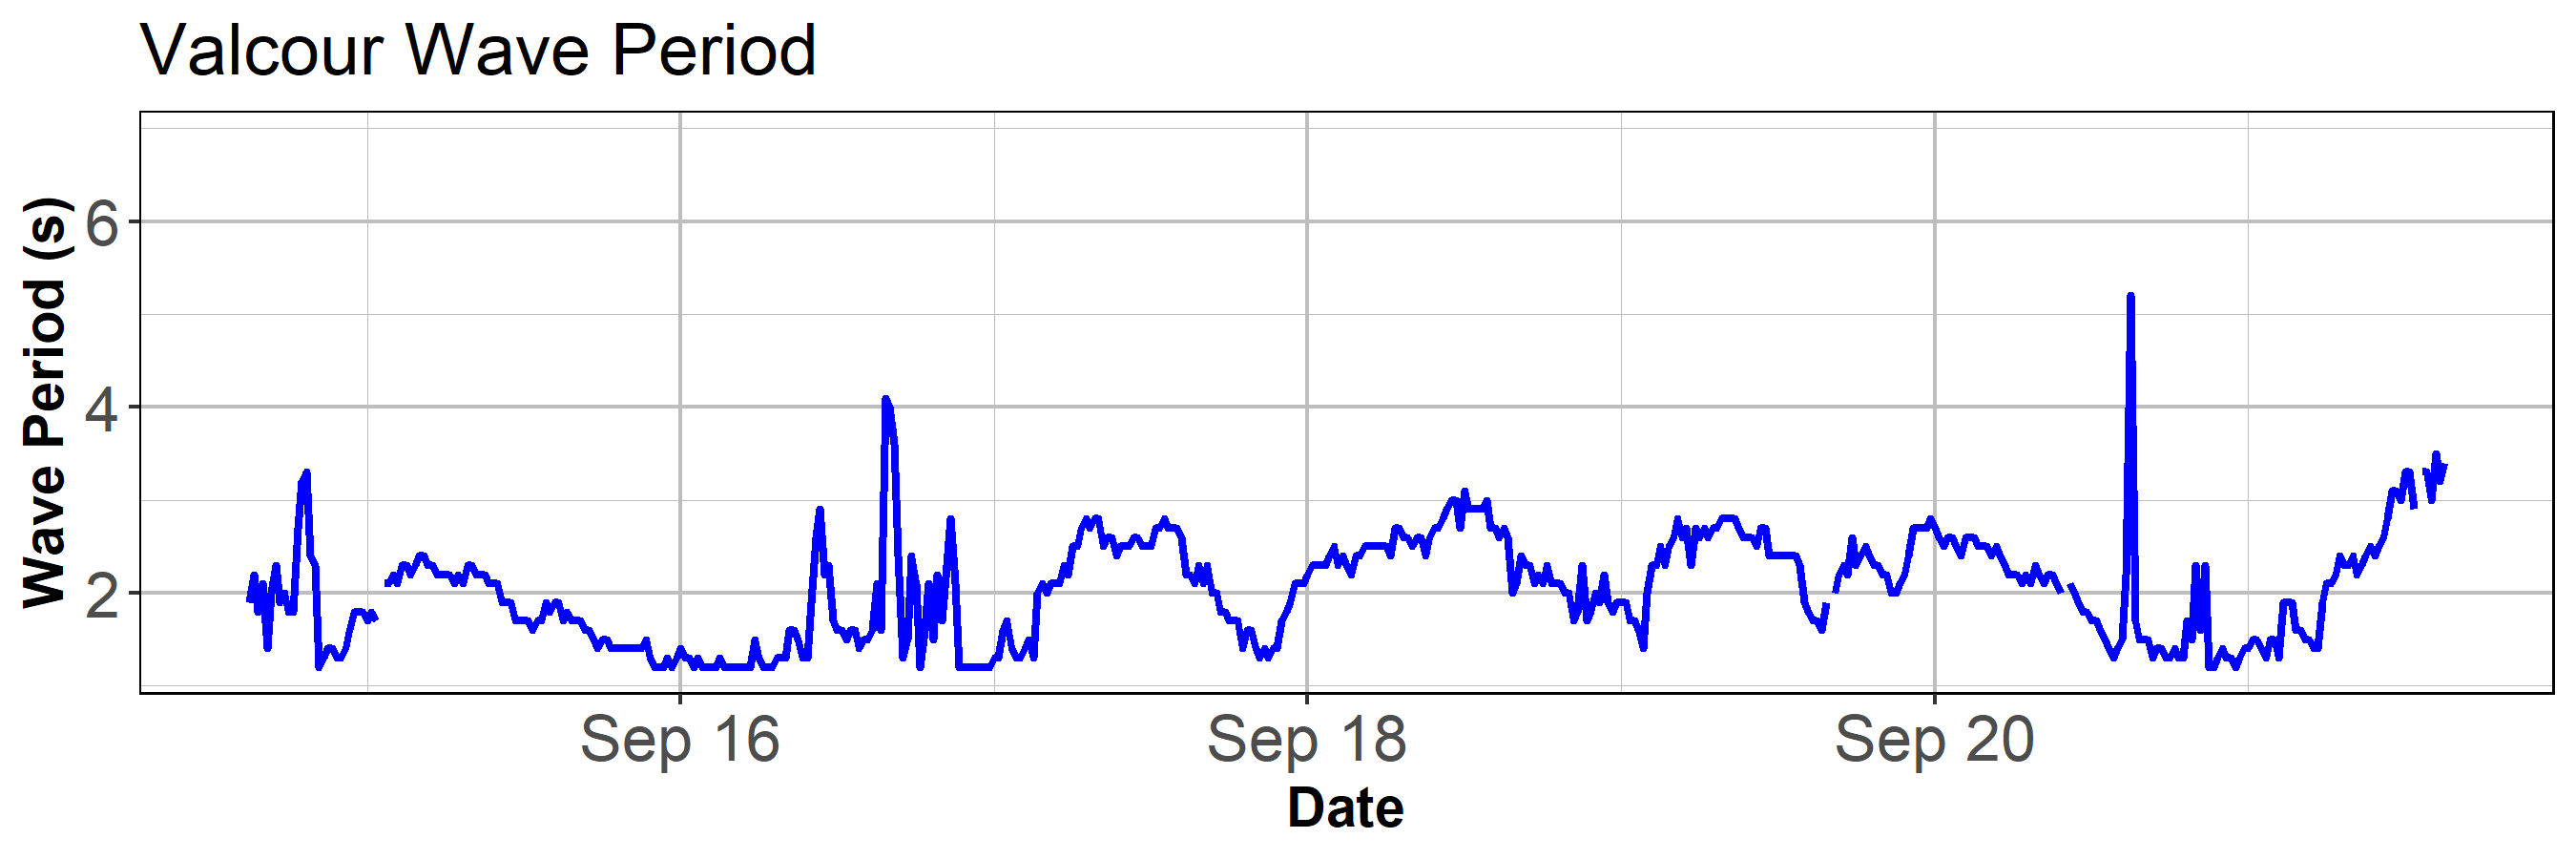 Valcour Wave Period
Wave Period (s)
6
4
2
Sep 16
Sep 18
Sep 20
Date